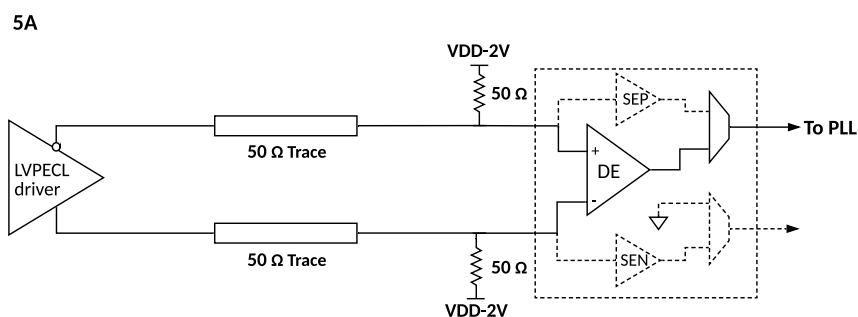 5A
VDD-2V
50 Ω
SEP
To PLL
50 Ω Trace
LVPECL
driver
+
DE
-
50 Ω Trace
50 Ω
SEN
VDD-2V